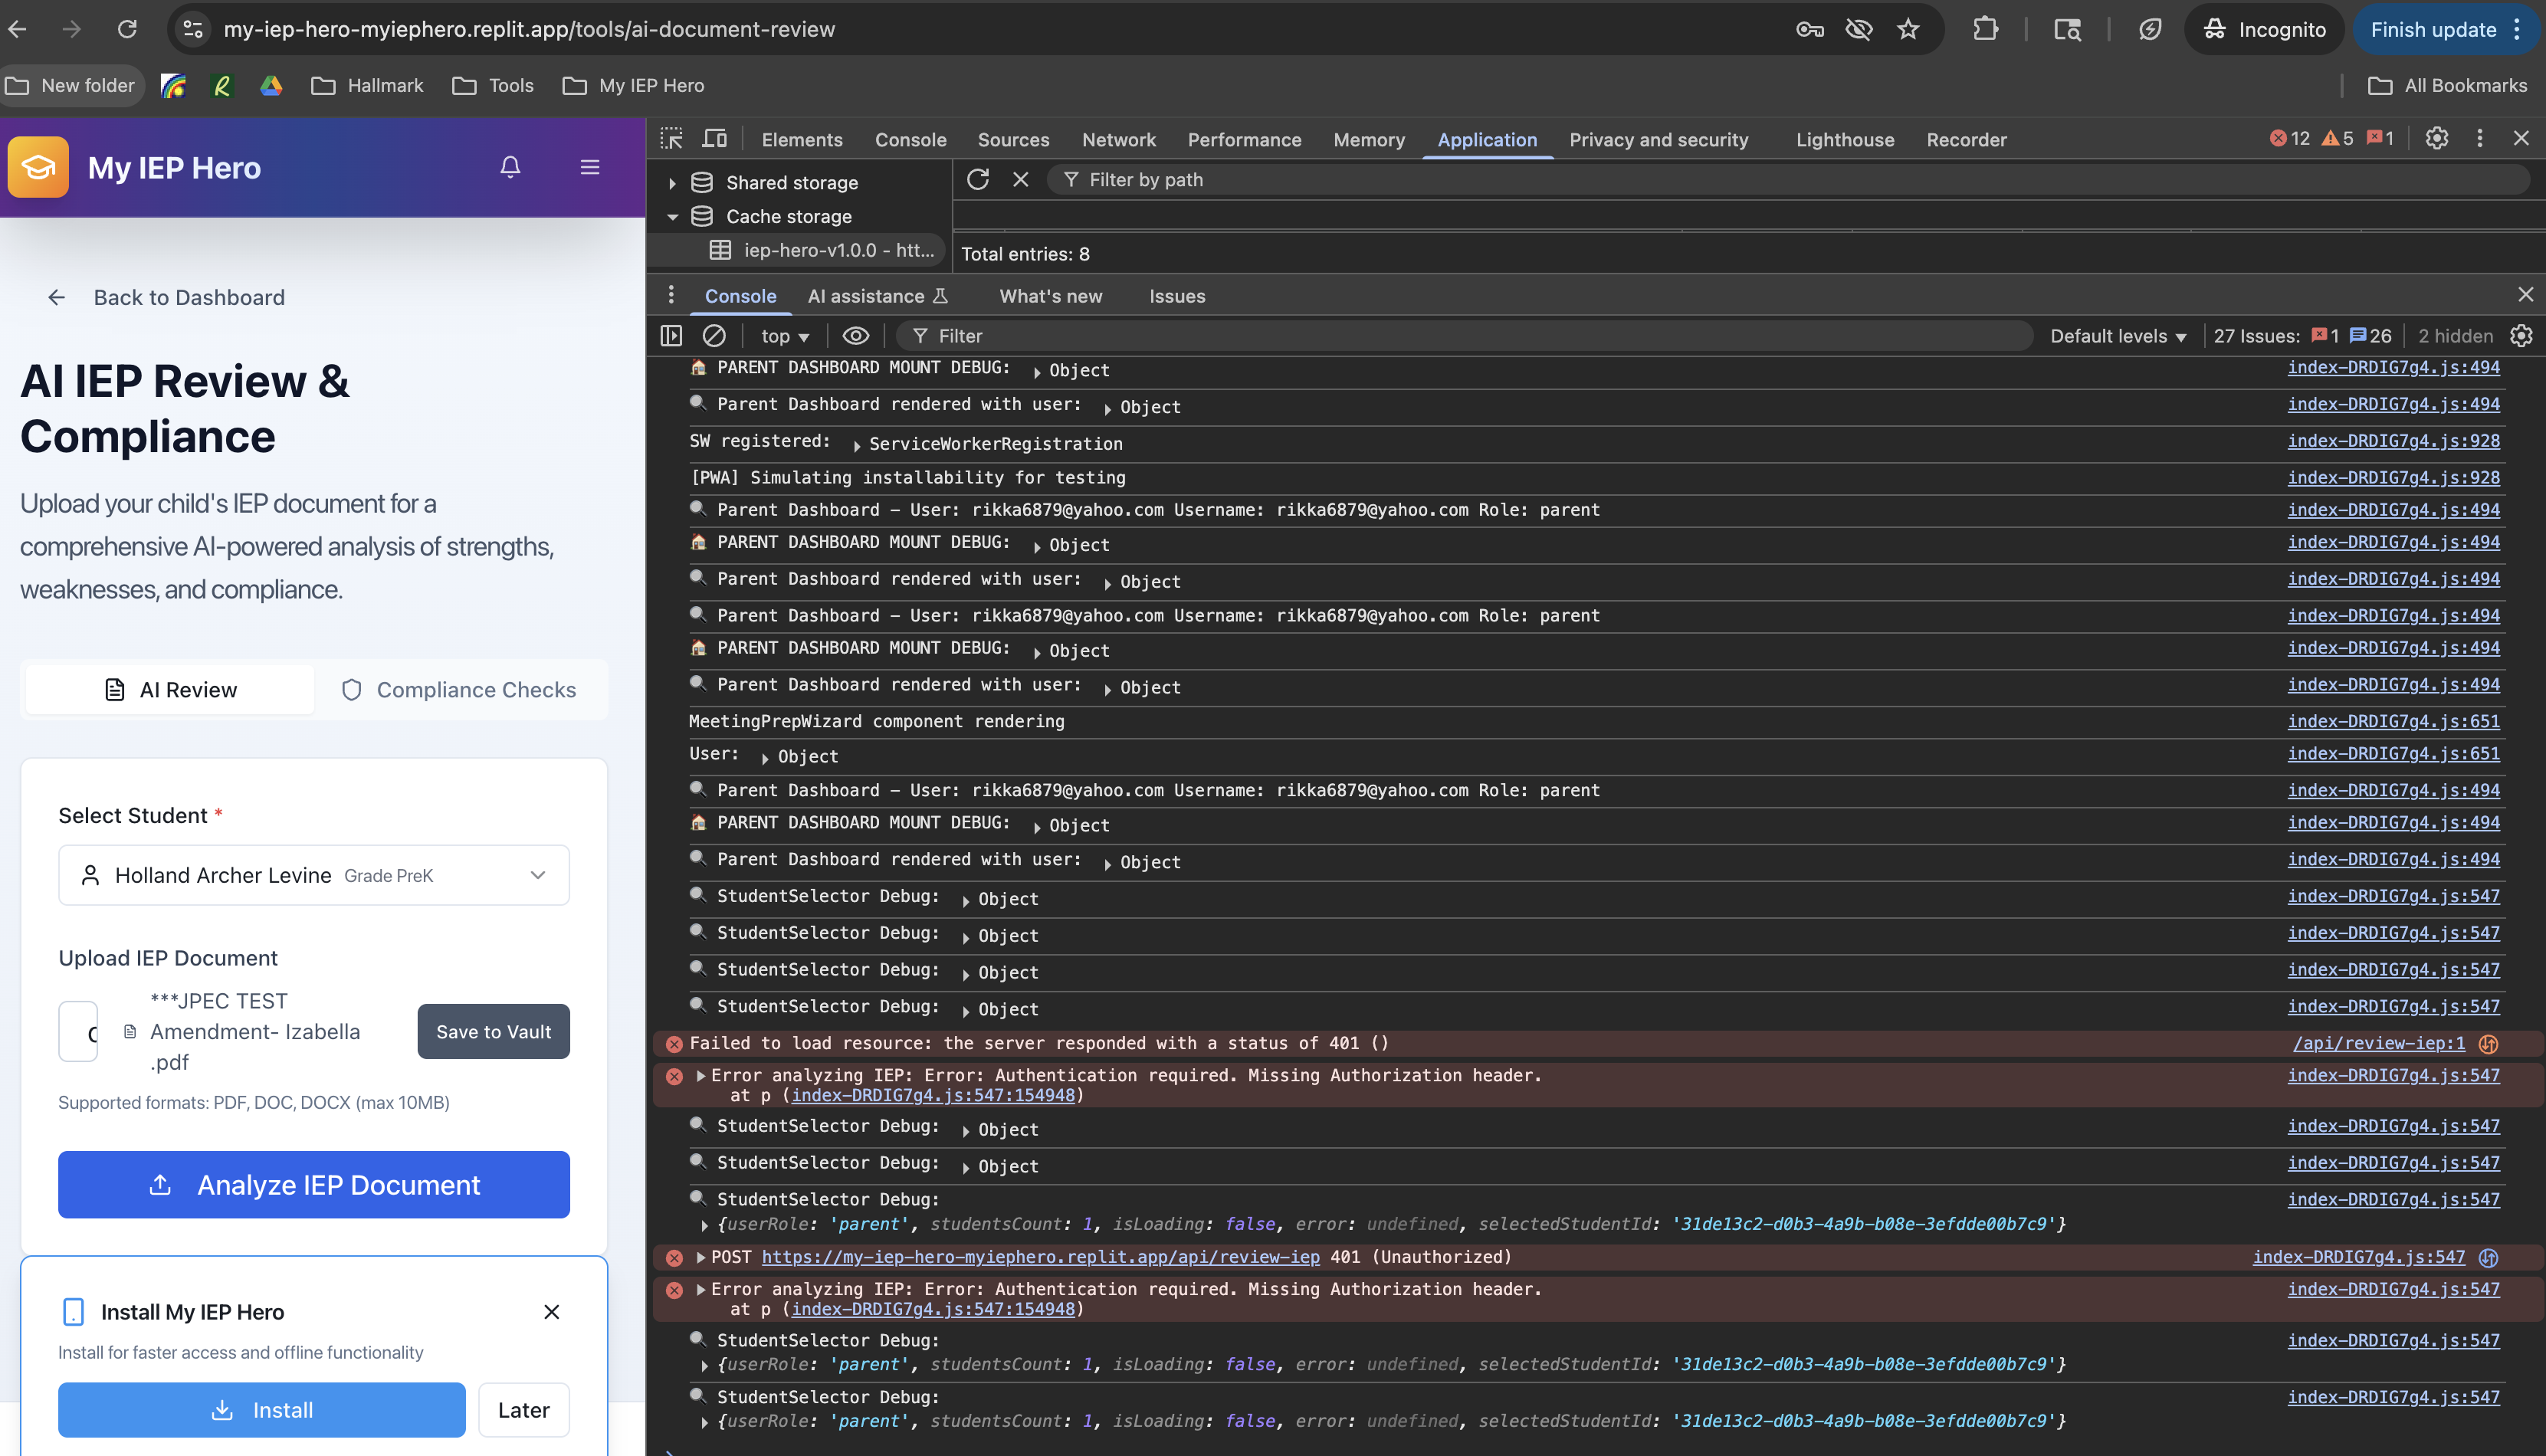 my-iep-hero-myiephero.replit.app/tools/ai-document-review
Incognito
Finish update
New folder
Hallmark
Tools
My IEP Hero
All Bookmarks
My IEP Hero
Back to Dashboard
AI IEP Review &
Compliance
Upload your child's IEP document for a
comprehensive AI-powered analysis of strengths,
weaknesses, and compliance.
AI Review
Compliance Checks
Select Student *
Holland Archer Levine Grade PreK
Upload IEP Document
***JPEC TEST
Amendment- Izabella
.pdf
Save to Vault
Supported formats: PDF, DOC, DOCX (max 10MB)
Analyze IEP Document
Install My IEP Hero
Install for faster access and offline functionality
Install
Later
Elements Console Sources Network Performance Memory Application Privacy and security Lighthouse Recorder 12 5 1
Shared storage
Cache storage
iep-hero-v1.0.0 - htt...
Filter by path
Total entries: 8
Console AI assistance What's new Issues
top Filter Default levels 27 Issues: 1 26 2 hidden
PARENT DASHBOARD MOUNT DEBUG: Object index-DRDIG7g4.js:494
Parent Dashboard rendered with user: Object index-DRDIG7g4.js:494
SW registered: ServiceWorkerRegistration index-DRDIG7g4.js:928
[PWA] Simulating installability for testing index-DRDIG7g4.js:928
Parent Dashboard – User: rikka6879@yahoo.com Username: rikka6879@yahoo.com Role: parent index-DRDIG7g4.js:494
PARENT DASHBOARD MOUNT DEBUG: Object index-DRDIG7g4.js:494
Parent Dashboard rendered with user: Object index-DRDIG7g4.js:494
Parent Dashboard – User: rikka6879@yahoo.com Username: rikka6879@yahoo.com Role: parent index-DRDIG7g4.js:494
PARENT DASHBOARD MOUNT DEBUG: Object index-DRDIG7g4.js:494
Parent Dashboard rendered with user: Object index-DRDIG7g4.js:494
MeetingPrepWizard component rendering index-DRDIG7g4.js:651
User: Object index-DRDIG7g4.js:651
Parent Dashboard – User: rikka6879@yahoo.com Username: rikka6879@yahoo.com Role: parent index-DRDIG7g4.js:494
PARENT DASHBOARD MOUNT DEBUG: Object index-DRDIG7g4.js:494
Parent Dashboard rendered with user: Object index-DRDIG7g4.js:494
StudentSelector Debug: Object index-DRDIG7g4.js:547
StudentSelector Debug: Object index-DRDIG7g4.js:547
StudentSelector Debug: Object index-DRDIG7g4.js:547
StudentSelector Debug: Object index-DRDIG7g4.js:547
Failed to load resource: the server responded with a status of 401 () /api/review-iep:1
Error analyzing IEP: Error: Authentication required. Missing Authorization header. index-DRDIG7g4.js:547
at p (index-DRDIG7g4.js:547:154948)
StudentSelector Debug: Object index-DRDIG7g4.js:547
StudentSelector Debug: Object index-DRDIG7g4.js:547
StudentSelector Debug: index-DRDIG7g4.js:547
{userRole: 'parent', studentsCount: 1, isLoading: false, error: undefined, selectedStudentId: '31de13c2-d0b3-4a9b-b08e-3efdde00b7c9'}
POST https://my-iep-hero-myiephero.replit.app/api/review-iep 401 (Unauthorized) index-DRDIG7g4.js:547
Error analyzing IEP: Error: Authentication required. Missing Authorization header. index-DRDIG7g4.js:547
at p (index-DRDIG7g4.js:547:154948)
StudentSelector Debug: index-DRDIG7g4.js:547
{userRole: 'parent', studentsCount: 1, isLoading: false, error: undefined, selectedStudentId: '31de13c2-d0b3-4a9b-b08e-3efdde00b7c9'}
StudentSelector Debug: index-DRDIG7g4.js:547
{userRole: 'parent', studentsCount: 1, isLoading: false, error: undefined, selectedStudentId: '31de13c2-d0b3-4a9b-b08e-3efdde00b7c9'}